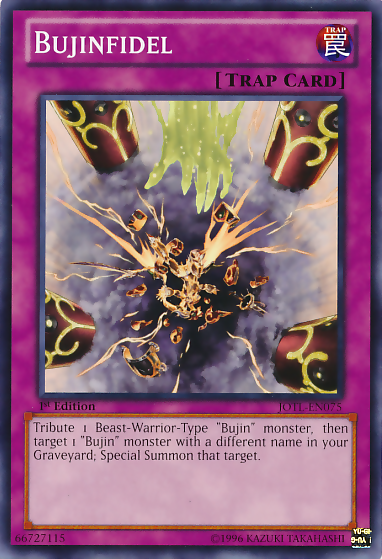 BUJINFIDEL
TRAP
罠
[TRAP CARD]
1st Edition
JOTL-EN075
Tribute 1 Beast-Warrior-Type "Bujin" monster, then
target 1 "Bujin" monster with a different name in your
Graveyard; Special Summon that target.
66727115
©1996 KAZUKI TAKAHASHI